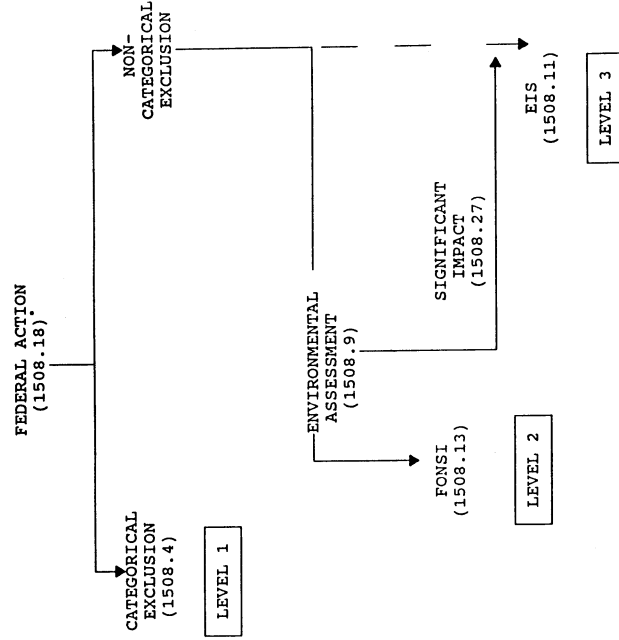 FEDERAL ACTION
(1508.18)*
CATEGORICAL
EXCLUSION
(1508.4)
LEVEL 1
NON-
CATEGORICAL
EXCLUSION
ENVIRONMENTAL
ASSESSMENT
(1508.9)
FONSI
(1508.13)
LEVEL 2
SIGNIFICANT
IMPACT
(1508.27)
EIS
(1508.11)
LEVEL 3